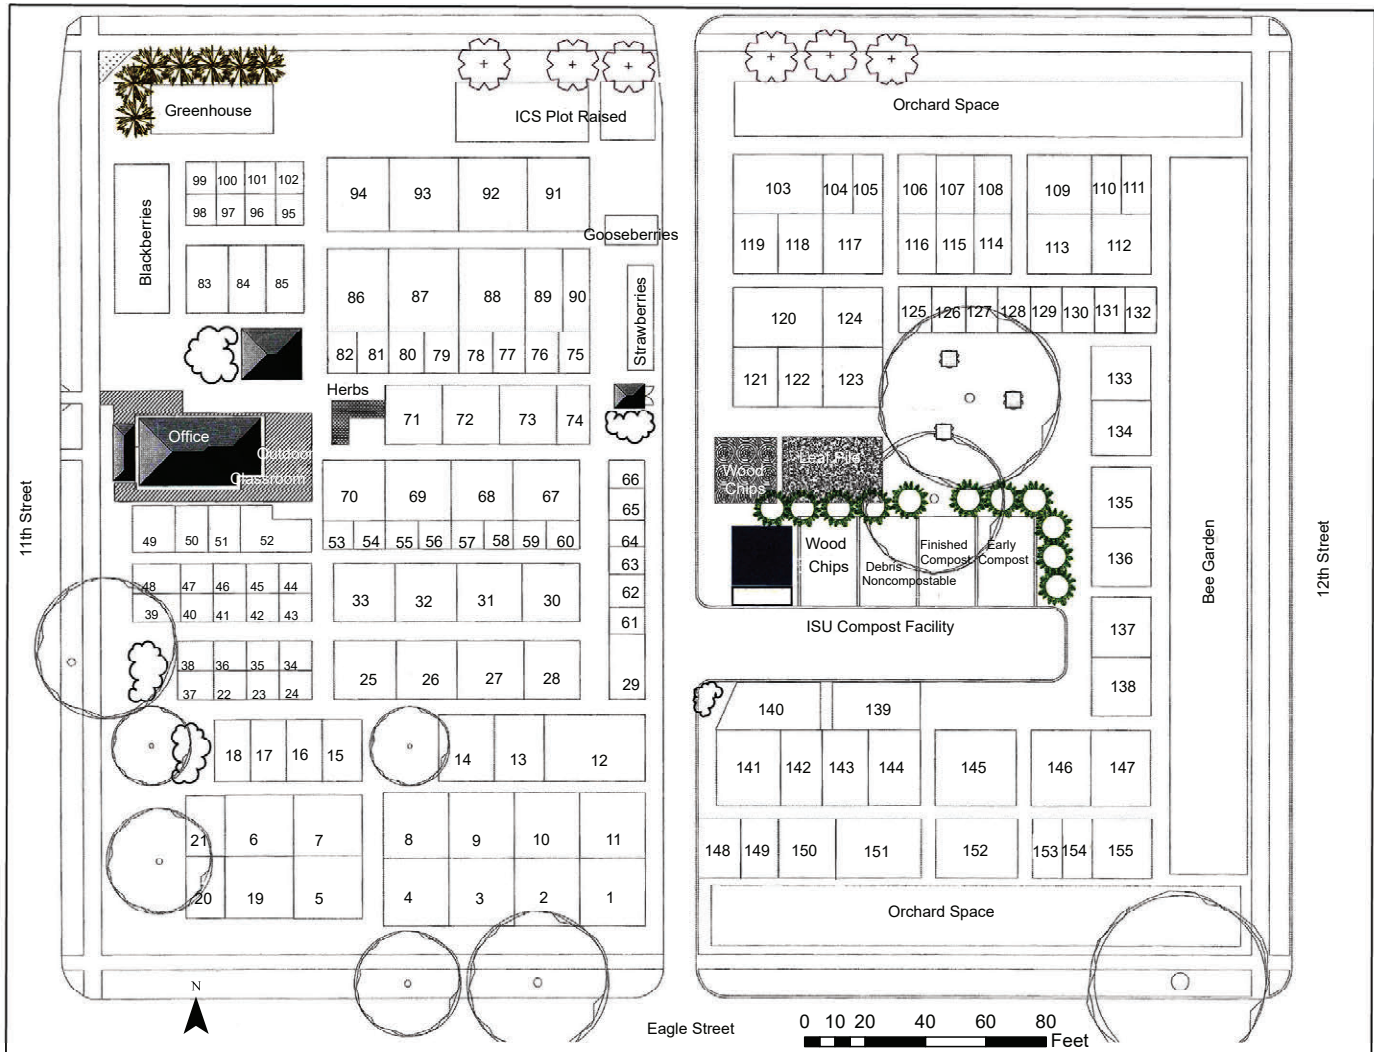 Greenhouse
ICS Plot Raised
Orchard Space
Blackberries
99 100 101 102
98 97 96 95
94 93 92 91
Gooseberries
103 104 105 106 107 108 109 110 111
119 118 117 116 115 114 113 112
83 84 85
86 87 88 89 90
Strawberries
82 81 80 79 78 77 76 75
120 124
125 126 127 128 129 130 131 132
121 122 123
133
134
Herbs
71 72 73 74
Office
Outdoor
Classroom
Wood
Chips
Leaf Pile
70 69 68 67
66
65
53 54 55 56 57 58 59 60
64
63
62
61
29
49 50 51 52
48 47 46 45 44
39 40 41 42 43
33 32 31 30
38 36 35 34
37 22 23 24
25 26 27 28
11th Street
Wood
Chips
Debris
Noncompostable
Finished
Compost
Early
Compost
135
136
ISU Compost Facility
137
138
Bee Garden
12th Street
18 17 16 15
14 13 12
140 139
141 142 143 144 145 146 147
21 6 7
8 9 10 11
20 19 5
4 3 2 1
148 149 150 151 152 153 154 155
Orchard Space
N
Eagle Street
0 10 20 40 60 80
Feet